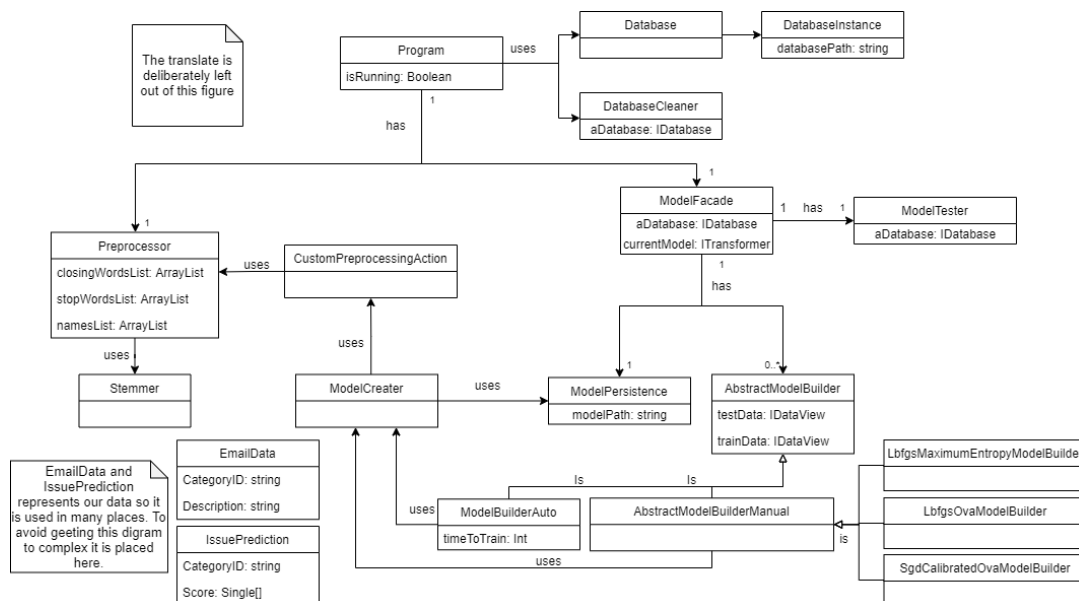 The translate is
deliberately left
out of this figure
Program
isRunning: Boolean
uses
Database
DatabaseInstance
databasePath: string
DatabaseCleaner
aDatabase: IDatabase
1
has
1
1
ModelFacade
aDatabase: IDatabase
currentModel: ITransformer
1
has
1
ModelTester
aDatabase: IDatabase
1
has
Preprocessor
closingWordsList: ArrayList
stopWordsList: ArrayList
namesList: ArrayList
uses
CustomPreprocessingAction
uses
uses
Stemmer
ModelCreater
uses
1
0..*
ModelPersistence
modelPath: string
AbstractModelBuilder
testData: IDataView
trainData: IDataView
EmailData and
IssuePrediction
represents our data so it
is used in many places. To
avoid geeting this digram
to complex it is placed
here.
EmailData
CategoryID: string
Description: string
IssuePrediction
CategoryID: string
Score: Single[]
Is
Is
uses
ModelBuilderAuto
timeToTrain: Int
AbstractModelBuilderManual
uses
is
LbfgsMaximumEntropyModelBuilder
LbfgsOvaModelBuilder
SgdCalibratedOvaModelBuilder